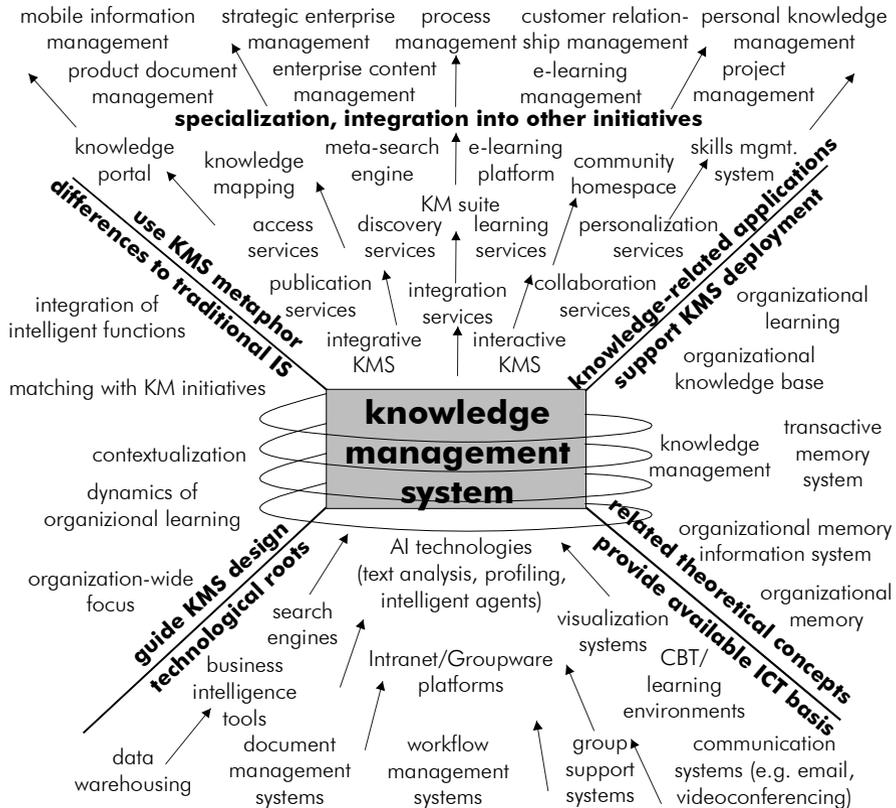 mobile information
management
strategic enterprise
management
process
management
customer relation-
ship management
personal knowledge
management
product document
management
enterprise content
management
e-learning
management
project
management
specialization, integration into other initiatives
knowledge
portal
knowledge
mapping
meta-search
engine
e-learning
platform
community
homespace
skills mgmt.
system
KM suite
access
services
discovery
services
learning
services
personalization
services
publication
services
integration
services
collaboration
services
integrative
KMS
interactive
KMS
use KMS metaphor
differences to traditional IS
knowledge-related applications
support KMS deployment
integration of
intelligent functions
matching with KM initiatives
contextualization
dynamics of
organizional learning
organization-wide
focus
knowledge
management
system
organizational
learning
organizational
knowledge base
knowledge
management
transactive
memory
system
organizational memory
information system
organizational
memory
guide KMS design
technological roots
related theoretical concepts
provide available ICT basis
AI technologies
(text analysis, profiling,
intelligent agents)
search
engines
visualization
systems
business
intelligence
tools
Intranet/Groupware
platforms
CBT/
learning
environments
data
warehousing
document
management
systems
workflow
management
systems
group
support
systems
communication
systems (e.g. email,
videoconferencing)